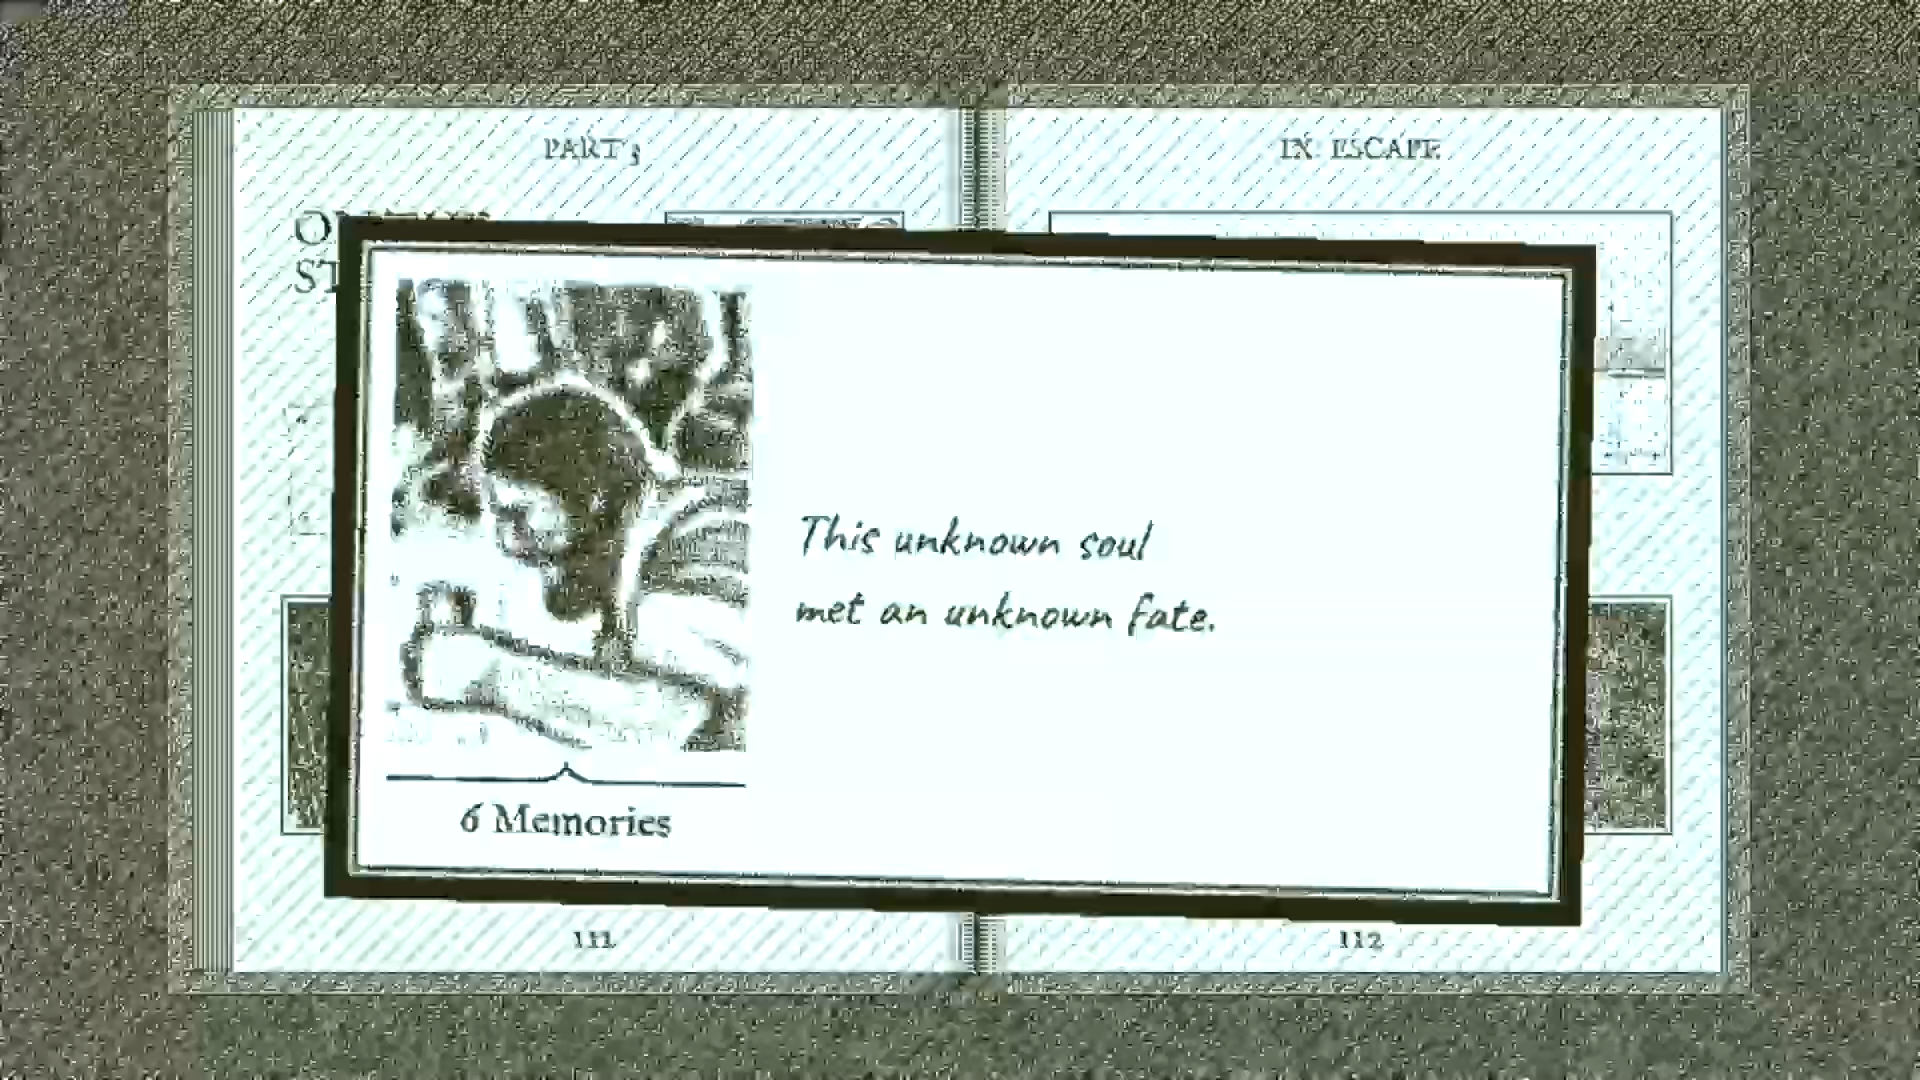 PART 3
IX: ESCAPE
This unknown soul
met an unknown fate.
6 Memories
111
112